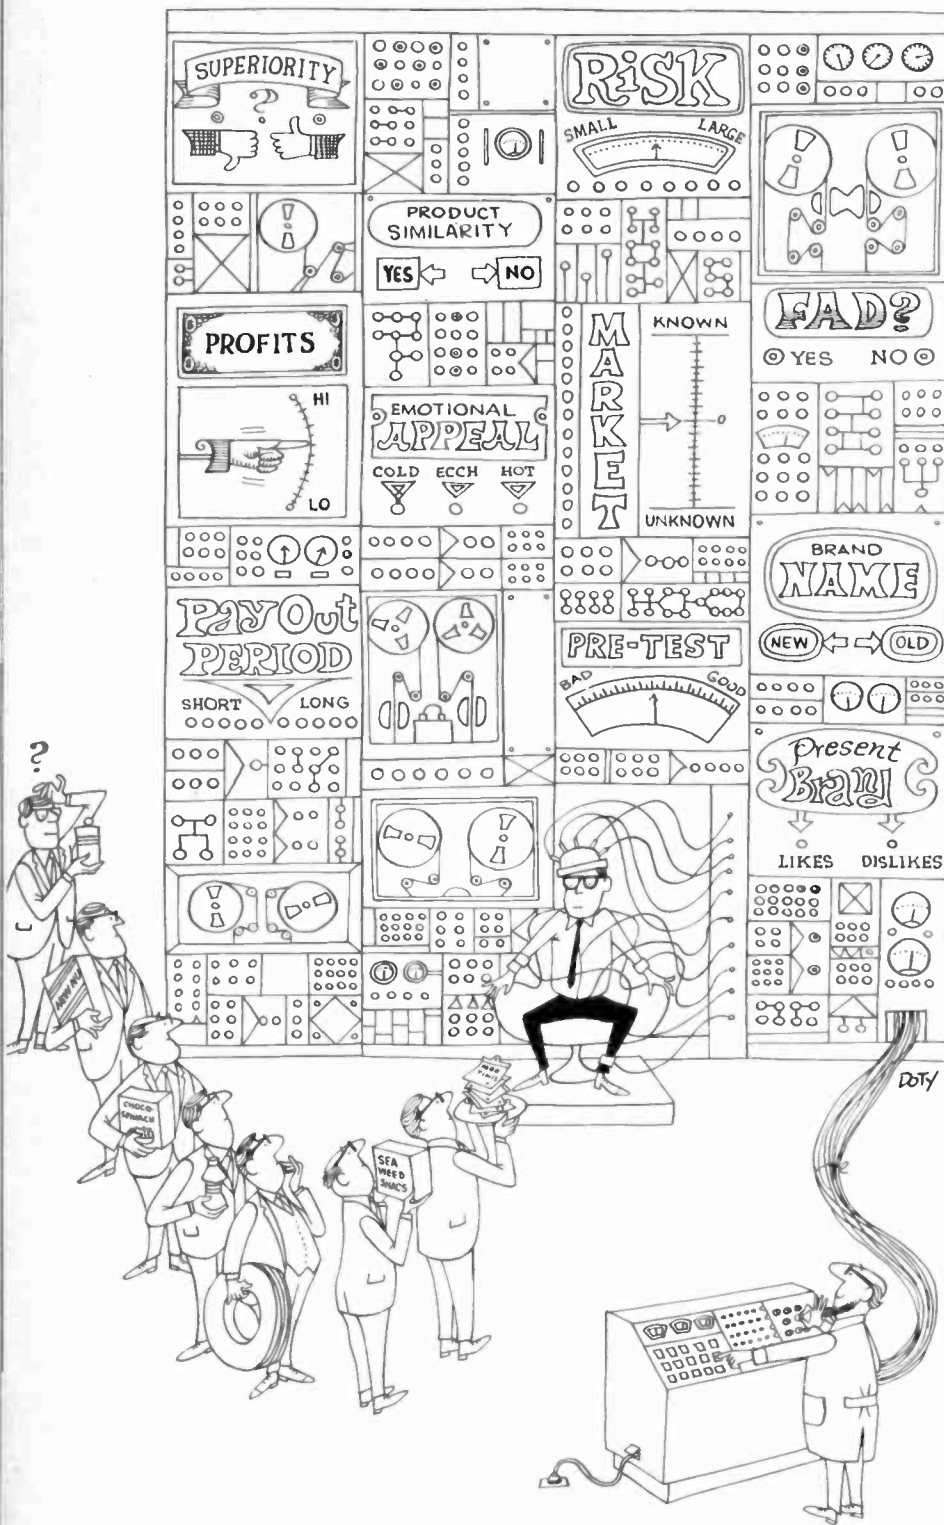 SUPERIORITY
?
RiSK
SMALL LARGE
PRODUCT
SIMILARITY
YES NO
PROFITS
HI
LO
EMOTIONAL
APPEAL
COLD ECCH HOT
MARKET
KNOWN
UNKNOWN
FAD?
YES NO
BRAND
NAME
NEW OLD
PayOut
PERIOD
SHORT LONG
PRE-TEST
BAD GOOD
Present
Brand
LIKES DISLIKES
?
CHOCO-
SPINACH
SEA
WEED
SNACS
DOTY